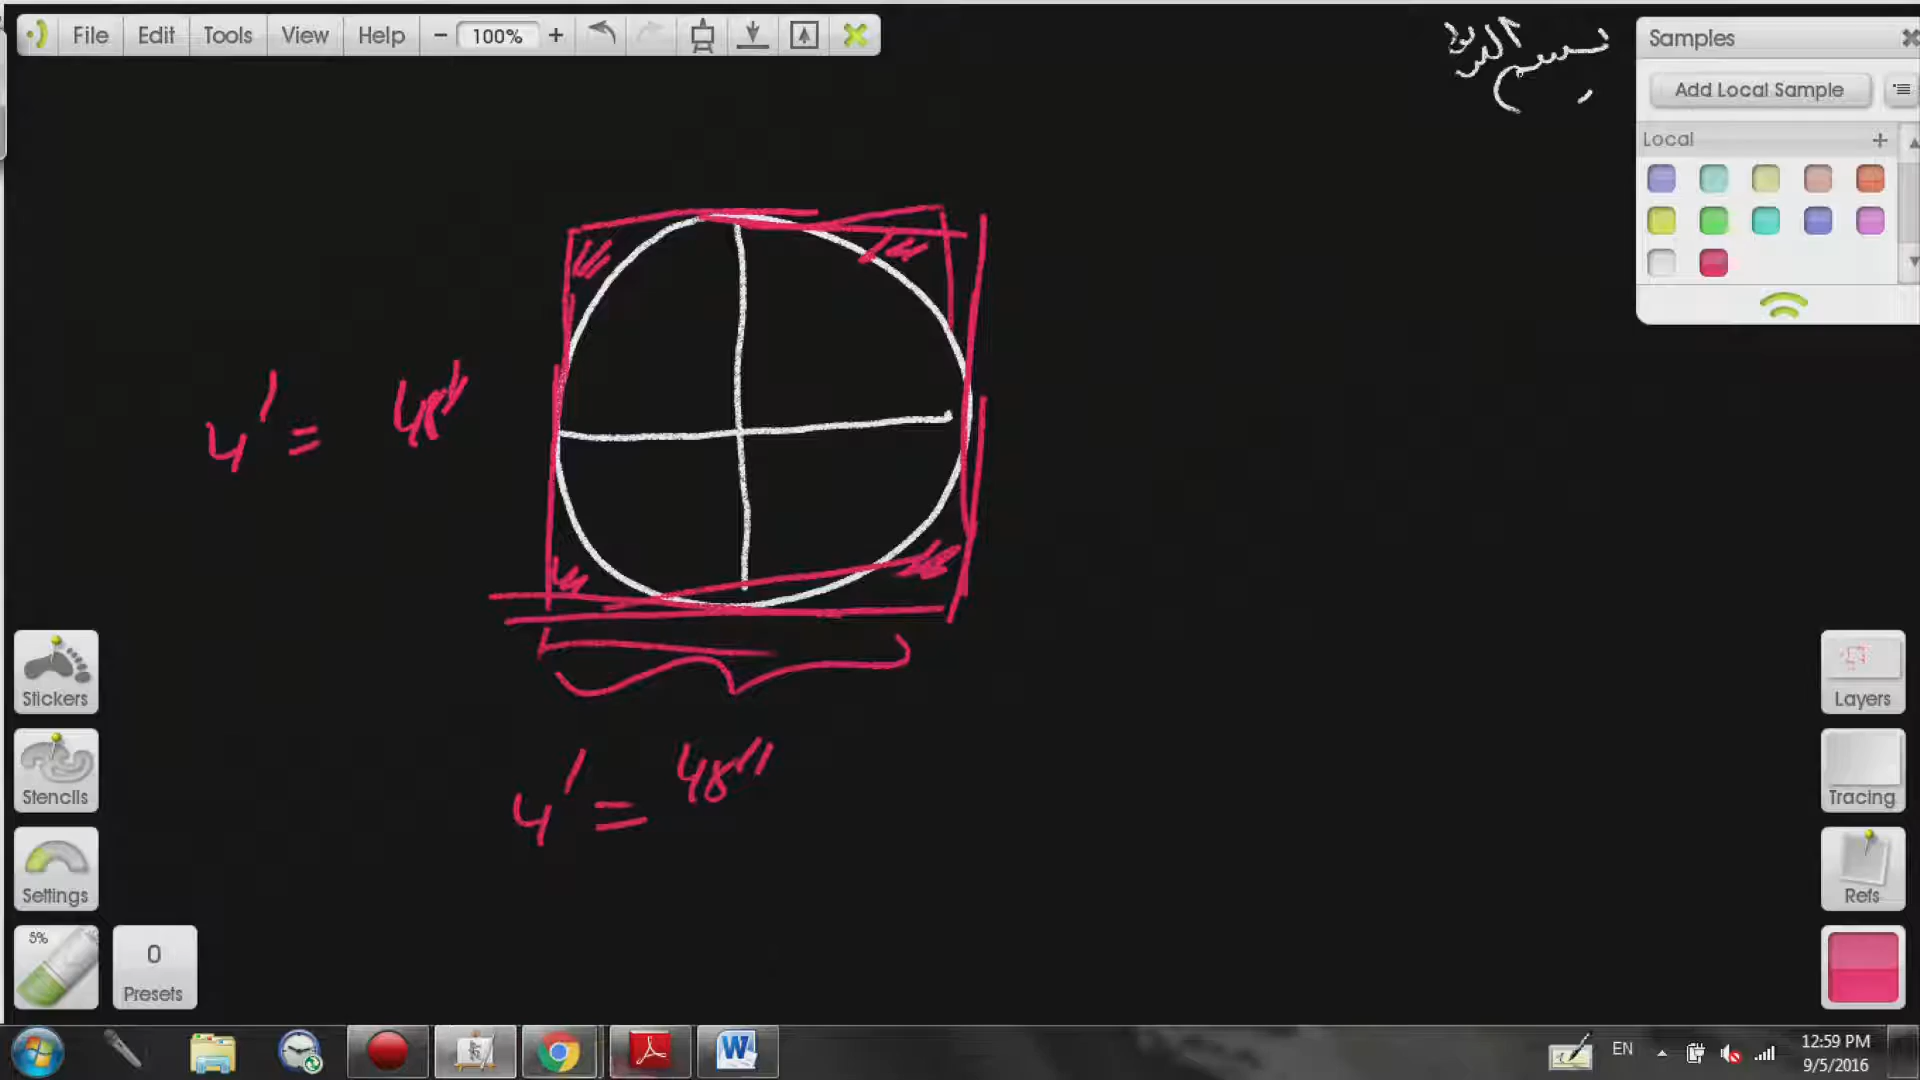 File Edit Tools View Help − 100% +
بسم الله
Samples
Add Local Sample
Local +
4' = 48"
4' = 48"
Stickers
Stencils
Settings
5%
0
Presets
Layers
Tracing
Refs
EN
12:59 PM
9/5/2016